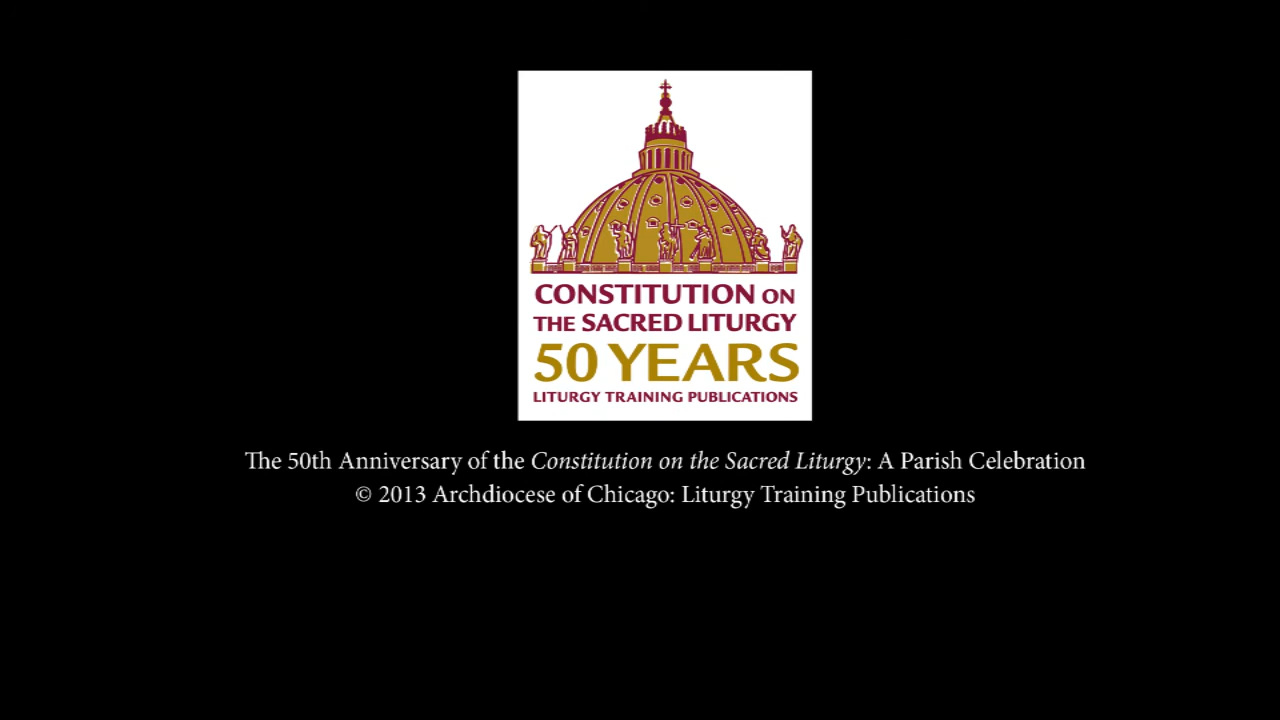 CONSTITUTION ON
THE SACRED LITURGY
50 YEARS
LITURGY TRAINING PUBLICATIONS
The 50th Anniversary of the Constitution on the Sacred Liturgy: A Parish Celebration
© 2013 Archdiocese of Chicago: Liturgy Training Publications